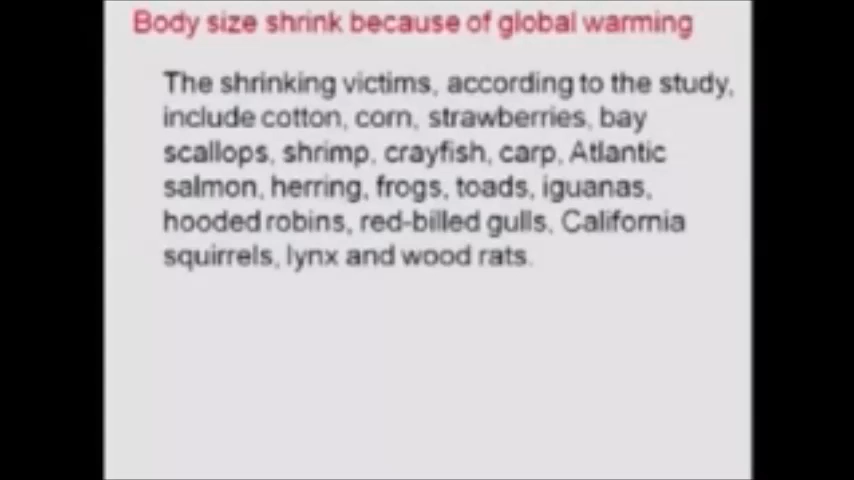 Body size shrink because of global warming
The shrinking victims, according to the study,
include cotton, corn, strawberries, bay
scallops, shrimp, crayfish, carp, Atlantic
salmon, herring, frogs, toads, iguanas,
hooded robins, red-billed gulls, California
squirrels, lynx and wood rats.